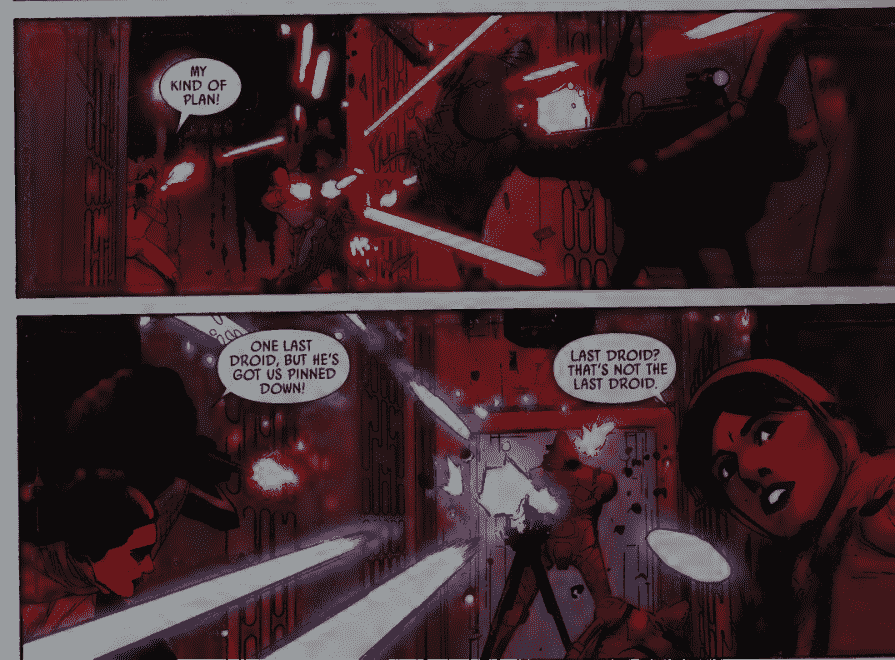 MY
KIND OF
PLAN!
ONE LAST
DROID, BUT HE'S
GOT US PINNED
DOWN!
LAST DROID?
THAT'S NOT THE
LAST DROID.